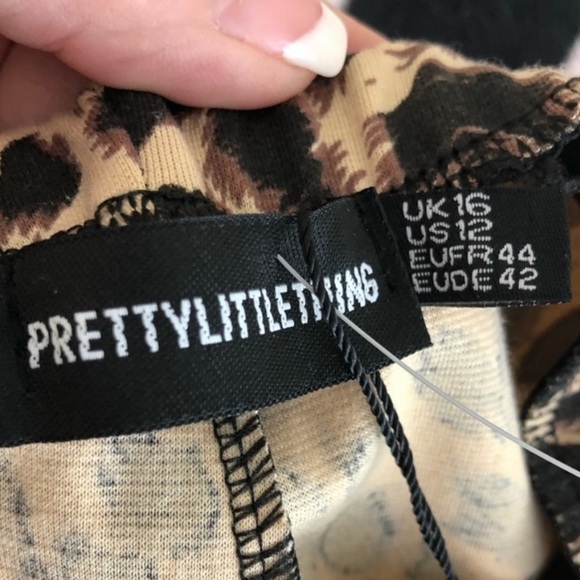 PRETTYLITTLETHING
UK16
US12
EUFR44
EUDE42